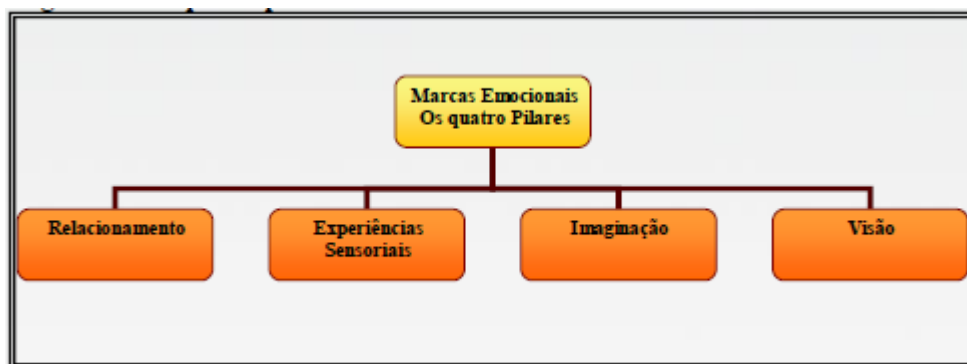 Marcas Emocionais
Os quatro Pilares
Relacionamento
Experiências
Sensoriais
Imaginação
Visão